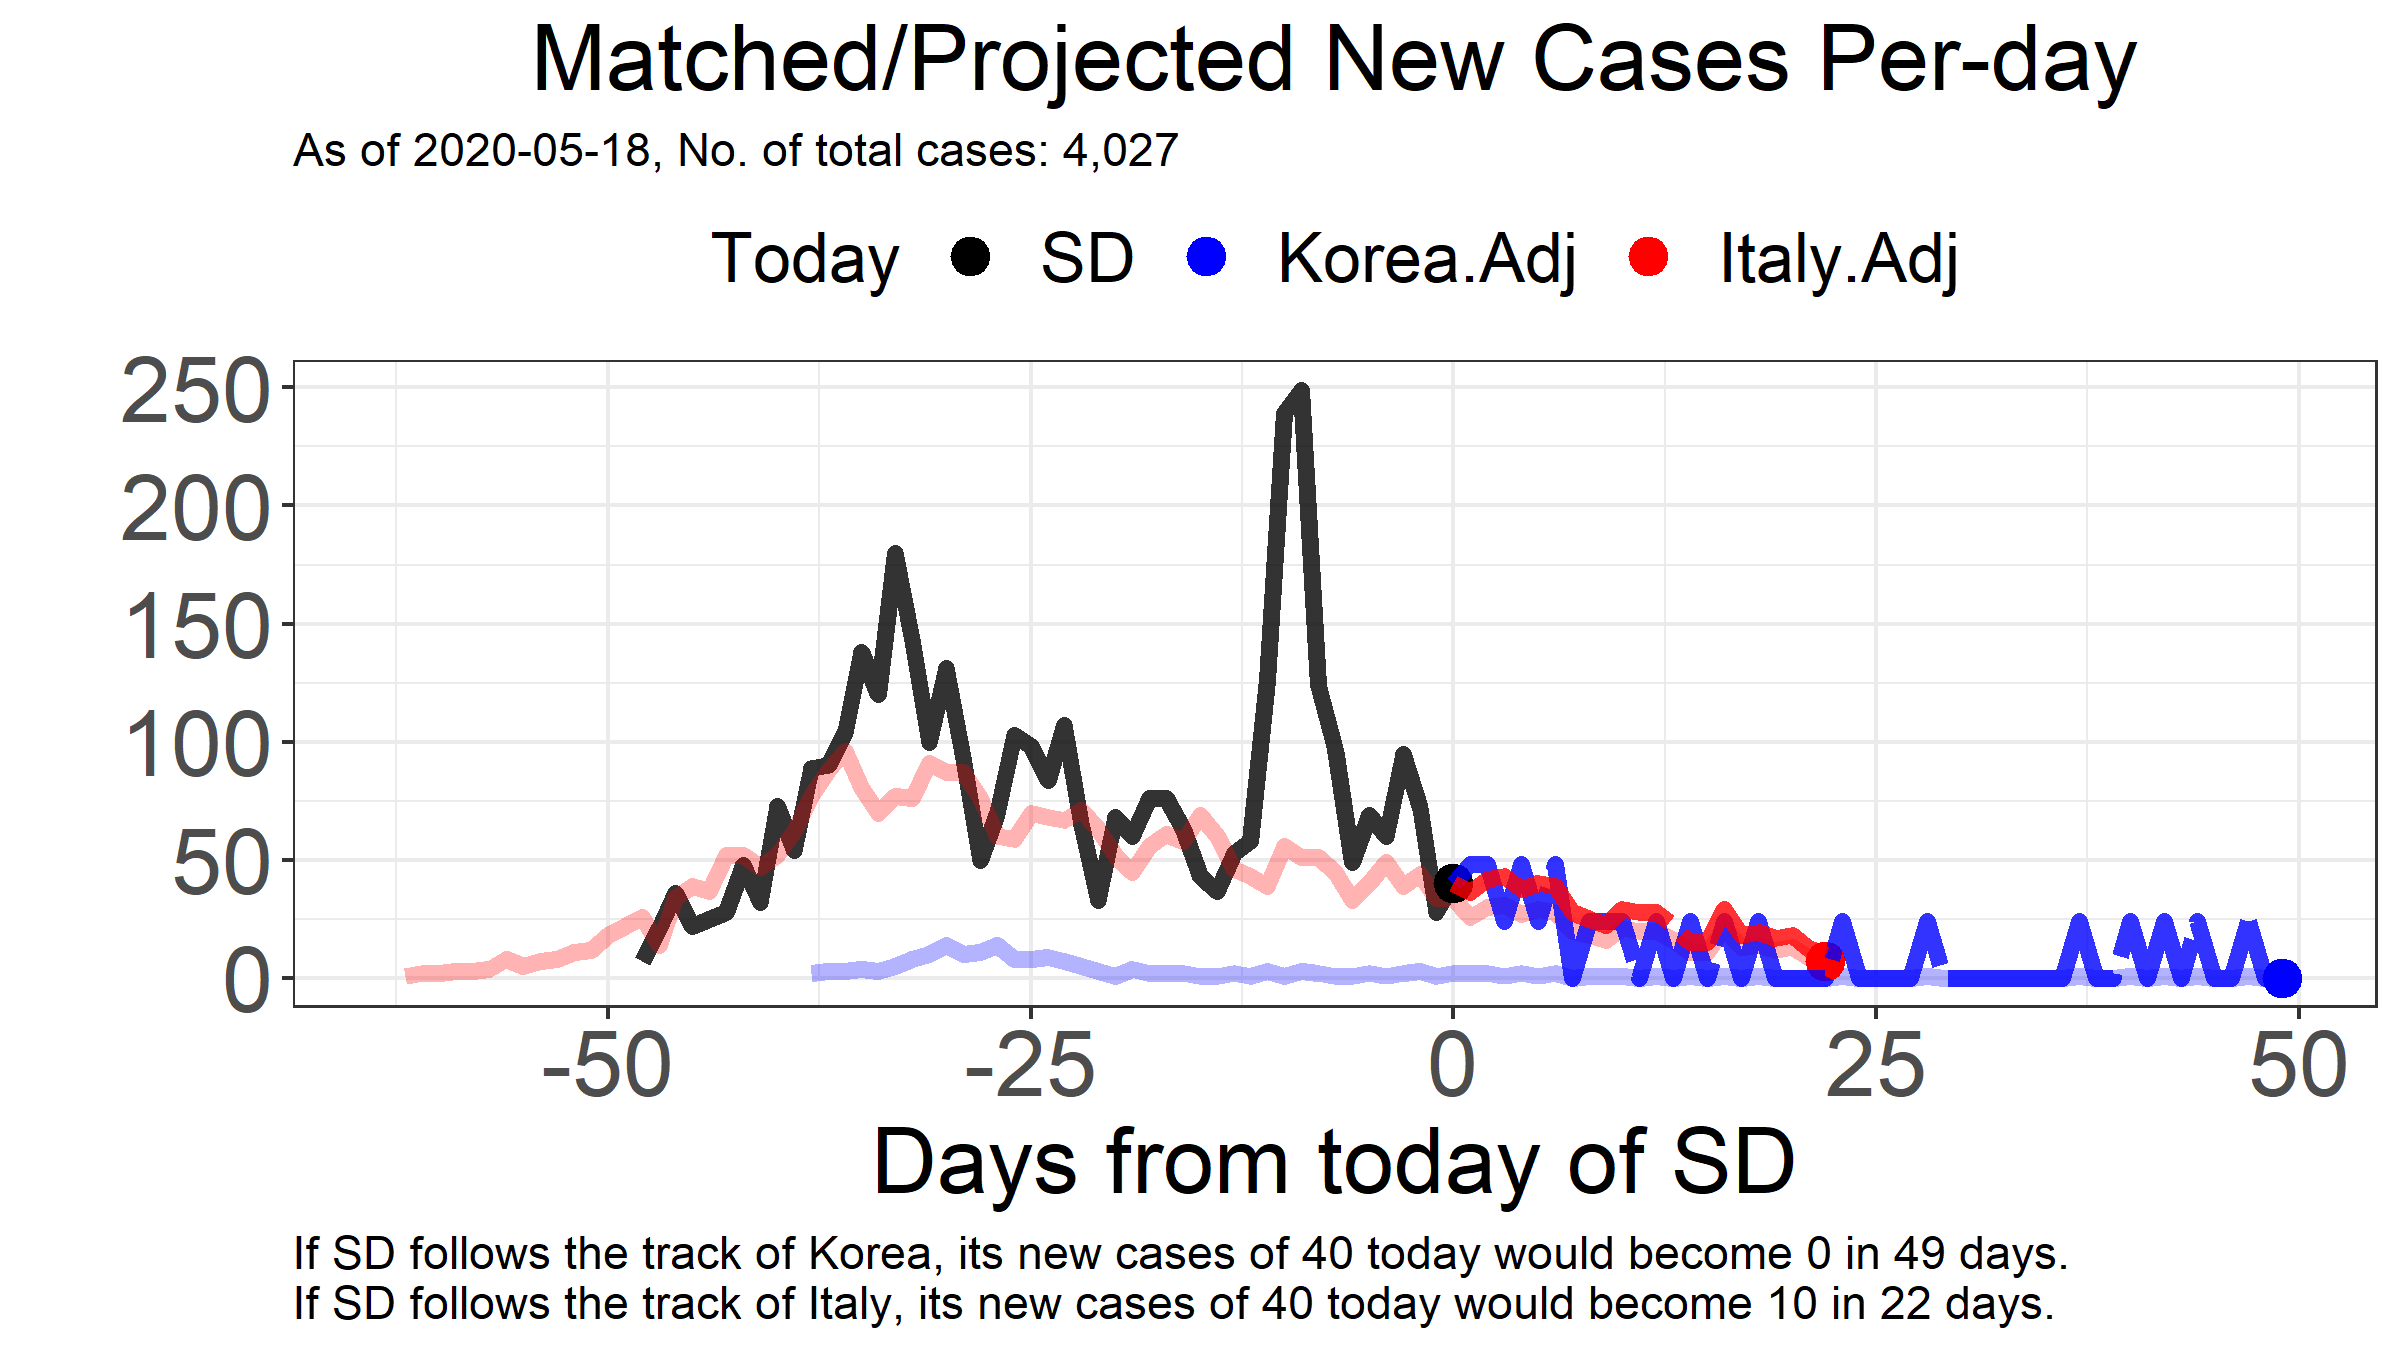 Matched/Projected New Cases Per-day
As of 2020-05-18, No. of total cases: 4,027
Today SD Korea.Adj Italy.Adj
250
200
150
100
50
0
-50 -25 0 25 50
Days from today of SD
If SD follows the track of Korea, its new cases of 40 today would become 0 in 49 days.
If SD follows the track of Italy, its new cases of 40 today would become 10 in 22 days.